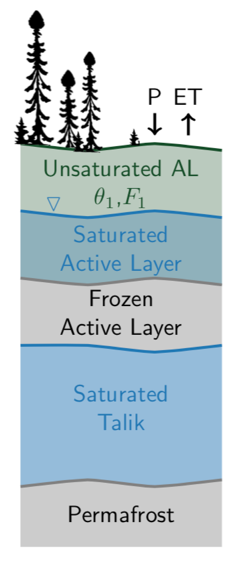 P ET
Unsaturated AL
θ₁,F₁
Saturated
Active Layer
Frozen
Active Layer
Saturated
Talik
Permafrost